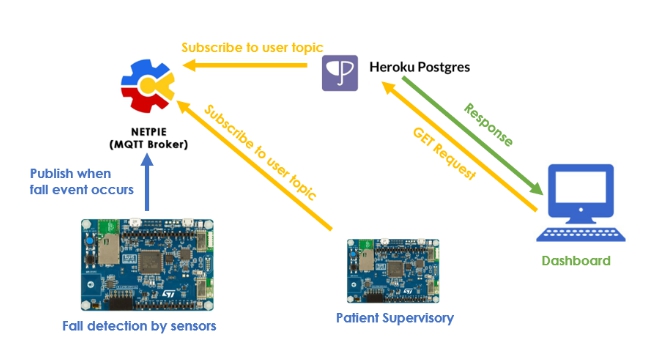 Subscribe to user topic
Heroku Postgres
NETPIE
(MQTT Broker)
Subscribe to user topic
Response
GET Request
Publish when
fall event occurs
Dashboard
Fall detection by sensors
Patient Supervisory